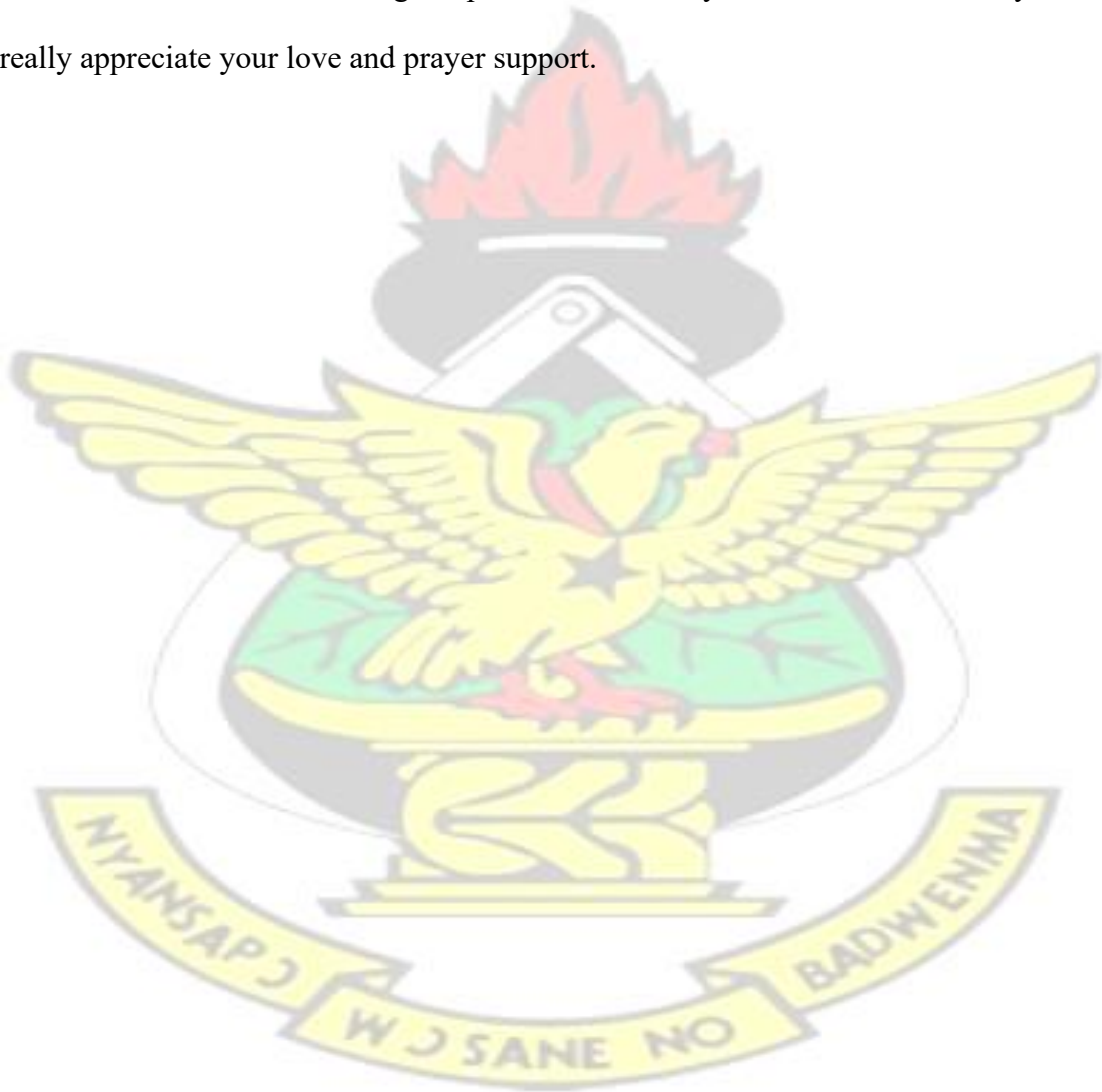 really appreciate your love and prayer support.
NYANSAPƆ
WƆSANE NO
BADWENMA